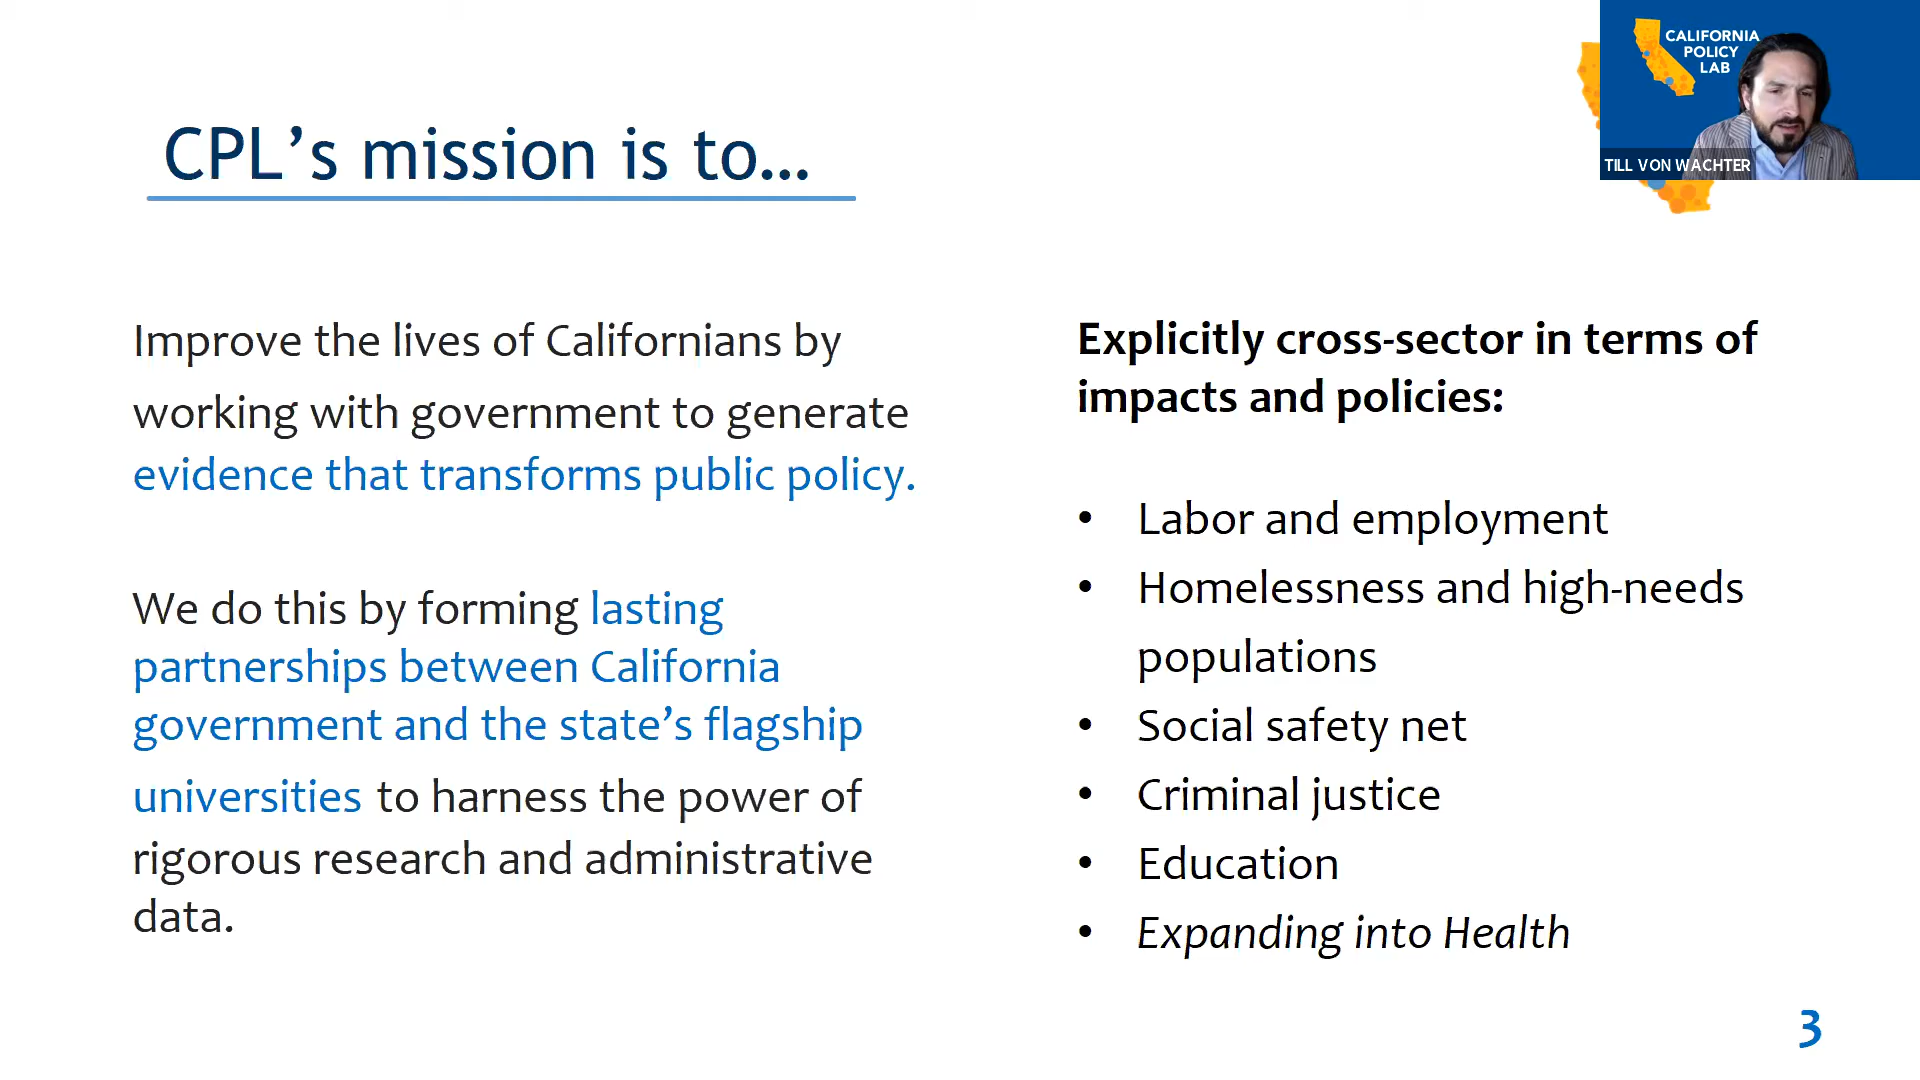 CPL’s mission is to...
CALIFORNIA
POLICY
LAB
TILL VON WACHTER
Improve the lives of Californians by
working with government to generate
evidence that transforms public policy.
We do this by forming lasting
partnerships between California
government and the state’s flagship
universities to harness the power of
rigorous research and administrative
data.
Explicitly cross-sector in terms of
impacts and policies:
• Labor and employment
• Homelessness and high-needs
populations
• Social safety net
• Criminal justice
• Education
• Expanding into Health
3